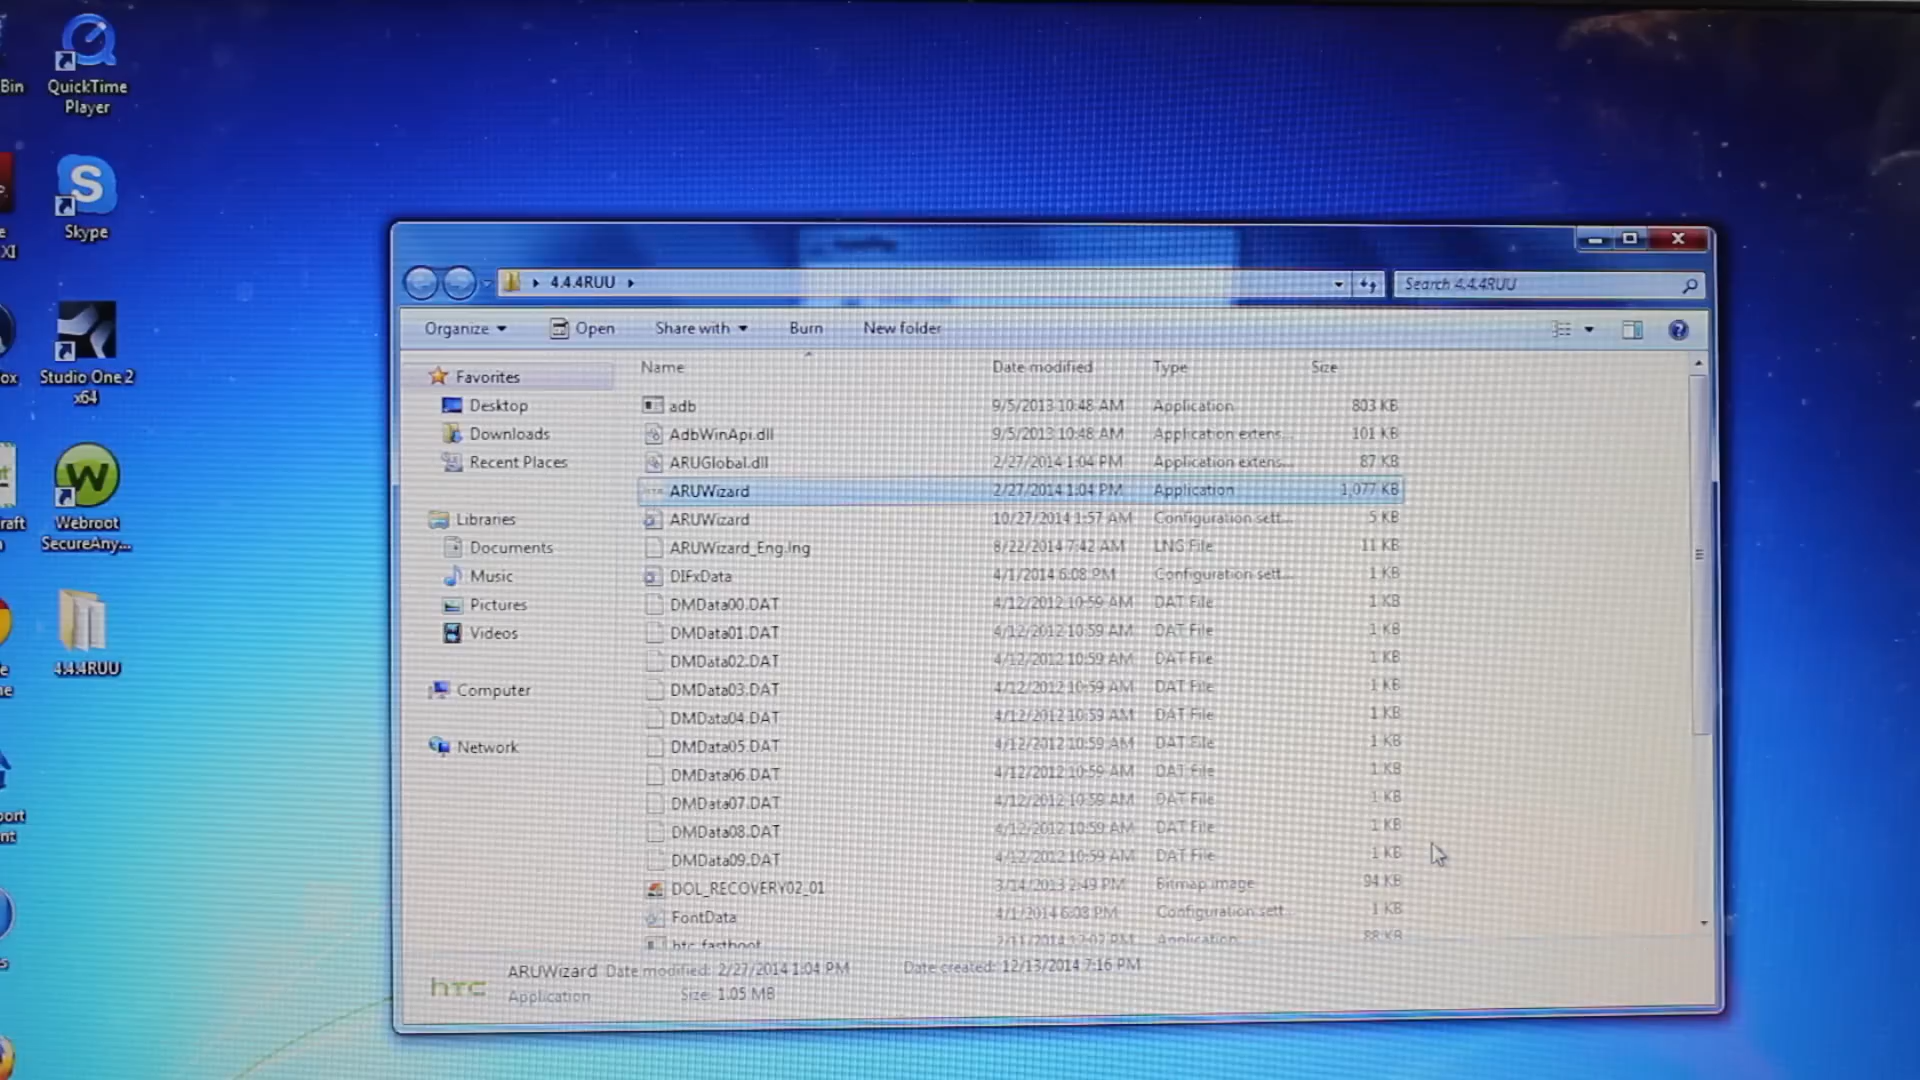 Bin
QuickTime
Player
Skype
XI
Studio One 2
x64
Webroot
SecureAny...
4.4.4RUU
4.4.4RUU
Search 4.4.4RUU
Organize
Open
Share with
Burn
New folder
Name
Date modified
Type
Size
Favorites
Desktop
Downloads
Recent Places
Libraries
Documents
Music
Pictures
Videos
Computer
Network
adb 9/5/2013 10:48 AM Application 803 KB
AdbWinApi.dll 9/5/2013 10:48 AM Application extens... 101 KB
ARUGlobal.dll 2/27/2014 1:04 PM Application extens... 87 KB
ARUWizard 2/27/2014 1:04 PM Application 1,077 KB
ARUWizard 10/27/2014 1:57 AM Configuration sett... 5 KB
ARUWizard_Eng.lng 8/22/2014 7:42 AM LNG File 11 KB
DIFxData 4/1/2014 6:08 PM Configuration sett... 1 KB
DMData00.DAT 4/12/2012 10:59 AM DAT File 1 KB
DMData01.DAT 4/12/2012 10:59 AM DAT File 1 KB
DMData02.DAT 4/12/2012 10:59 AM DAT File 1 KB
DMData03.DAT 4/12/2012 10:59 AM DAT File 1 KB
DMData04.DAT 4/12/2012 10:59 AM DAT File 1 KB
DMData05.DAT 4/12/2012 10:59 AM DAT File 1 KB
DMData06.DAT 4/12/2012 10:59 AM DAT File 1 KB
DMData07.DAT 4/12/2012 10:59 AM DAT File 1 KB
DMData08.DAT 4/12/2012 10:59 AM DAT File 1 KB
DMData09.DAT 4/12/2012 10:59 AM DAT File 1 KB
DOL_RECOVERY02_01 3/14/2013 2:49 PM Bitmap image 94 KB
FontData 4/1/2014 6:08 PM Configuration sett... 1 KB
htc_fastboot 2/11/2014 12:02 PM Application 88 KB
htc
ARUWizard Date modified: 2/27/2014 1:04 PM Date created: 12/13/2014 7:16 PM
Application Size: 1.05 MB